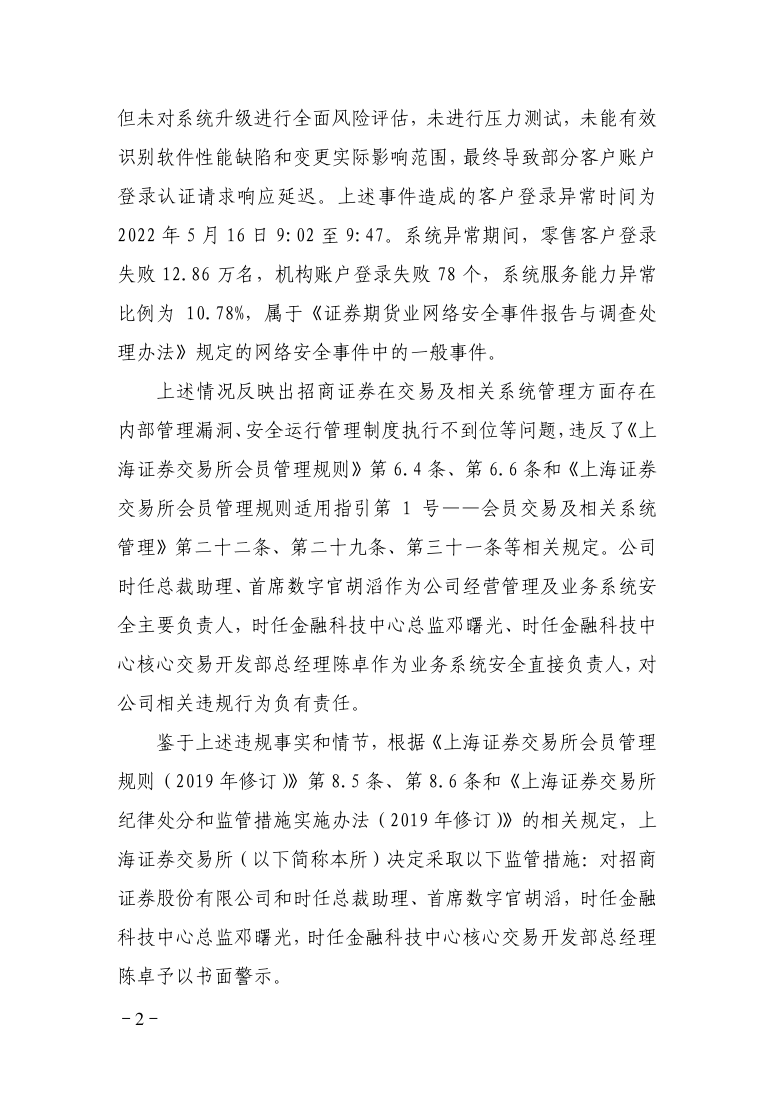 但未对系统升级进行全面风险评估，未进行压力测试，未能有效
识别软件性能缺陷和变更实际影响范围，最终导致部分客户账户
登录认证请求响应延迟。上述事件造成的客户登录异常时间为
2022 年 5 月 16 日 9:02 至 9:47。系统异常期间，零售客户登录
失败 12.86 万名，机构账户登录失败 78 个，系统服务能力异常
比例为 10.78%，属于《证券期货业网络安全事件报告与调查处
理办法》规定的网络安全事件中的一般事件。
上述情况反映出招商证券在交易及相关系统管理方面存在
内部管理漏洞、安全运行管理制度执行不到位等问题，违反了《上
海证券交易所会员管理规则》第 6.4 条、第 6.6 条和《上海证券
交易所会员管理规则适用指引第 1 号——会员交易及相关系统
管理》第二十二条、第二十九条、第三十一条等相关规定。公司
时任总裁助理、首席数字官胡滔作为公司经营管理及业务系统安
全主要负责人，时任金融科技中心总监邓曙光、时任金融科技中
心核心交易开发部总经理陈卓作为业务系统安全直接负责人，对
公司相关违规行为负有责任。
鉴于上述违规事实和情节，根据《上海证券交易所会员管理
规则（2019 年修订）》第 8.5 条、第 8.6 条和《上海证券交易所
纪律处分和监管措施实施办法（2019 年修订）》的相关规定，上
海证券交易所（以下简称本所）决定采取以下监管措施：对招商
证券股份有限公司和时任总裁助理、首席数字官胡滔，时任金融
科技中心总监邓曙光，时任金融科技中心核心交易开发部总经理
陈卓予以书面警示。
－2－